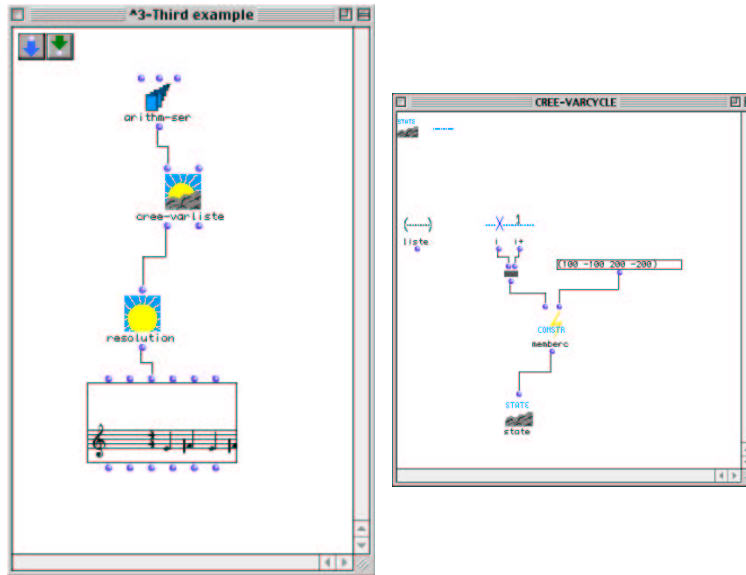 ^3-Third example
arithm-ser
cree-varliste
resolution
CREE-VARCYCLE
STATE
(......)
liste
X 1
i i+
(100 -100 200 -200)
CONSTR
memberc
STATE
state